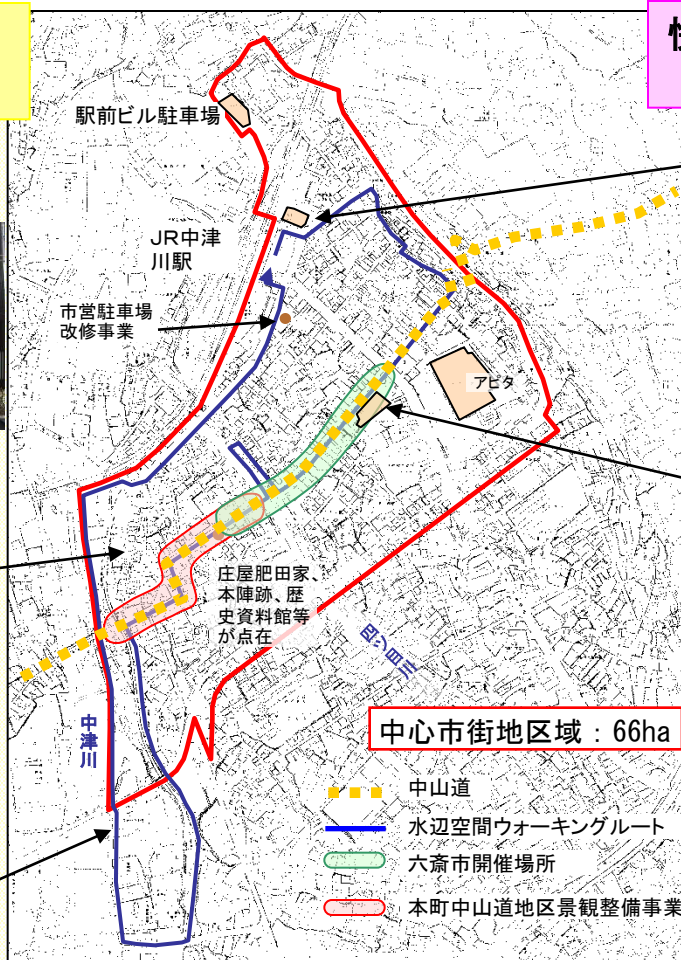 駅前ビル駐車場
JR中津
川駅
市営駐車場
改修事業
アピタ
庄屋肥田家、
本陣跡、歴
史資料館等
が点在
四ツ目川
中津川
中心市街地区域：66ha
中山道
水辺空間ウォーキングルート
六斎市開催場所
本町中山道地区景観整備事業